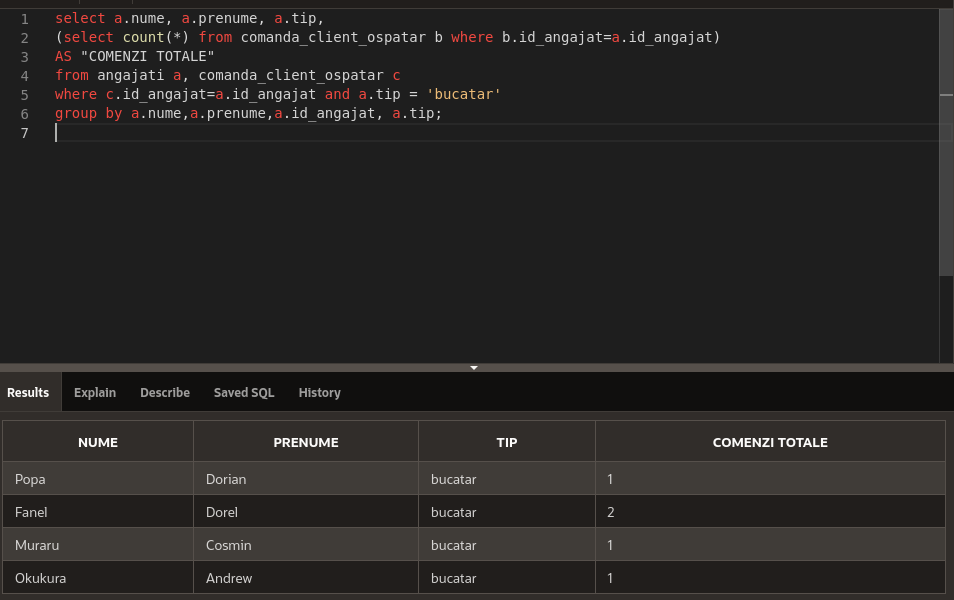 1 select a.nume, a.prenume, a.tip,
2 (select count(*) from comanda_client_ospatar b where b.id_angajat=a.id_angajat)
3 AS "COMENZI TOTALE"
4 from angajati a, comanda_client_ospatar c
5 where c.id_angajat=a.id_angajat and a.tip = 'bucatar'
6 group by a.nume,a.prenume,a.id_angajat, a.tip;
7
Results Explain Describe Saved SQL History
NUME PRENUME TIP COMENZI TOTALE
Popa Dorian bucatar 1
Fanel Dorel bucatar 2
Muraru Cosmin bucatar 1
Okukura Andrew bucatar 1